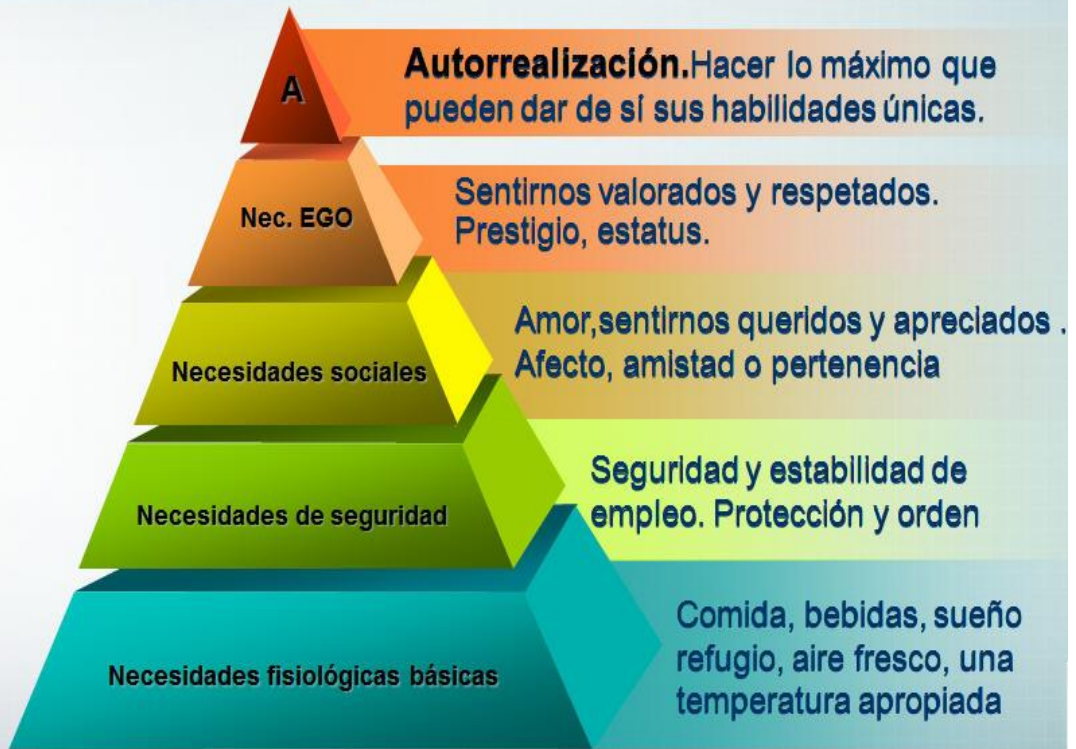 A
Autorrealización.Hacer lo máximo que
pueden dar de sí sus habilidades únicas.
Nec. EGO
Sentirnos valorados y respetados.
Prestigio, estatus.
Necesidades sociales
Amor,sentirnos queridos y apreciados .
Afecto, amistad o pertenencia
Necesidades de seguridad
Seguridad y estabilidad de
empleo. Protección y orden
Necesidades fisiológicas básicas
Comida, bebidas, sueño
refugio, aire fresco, una
temperatura apropiada